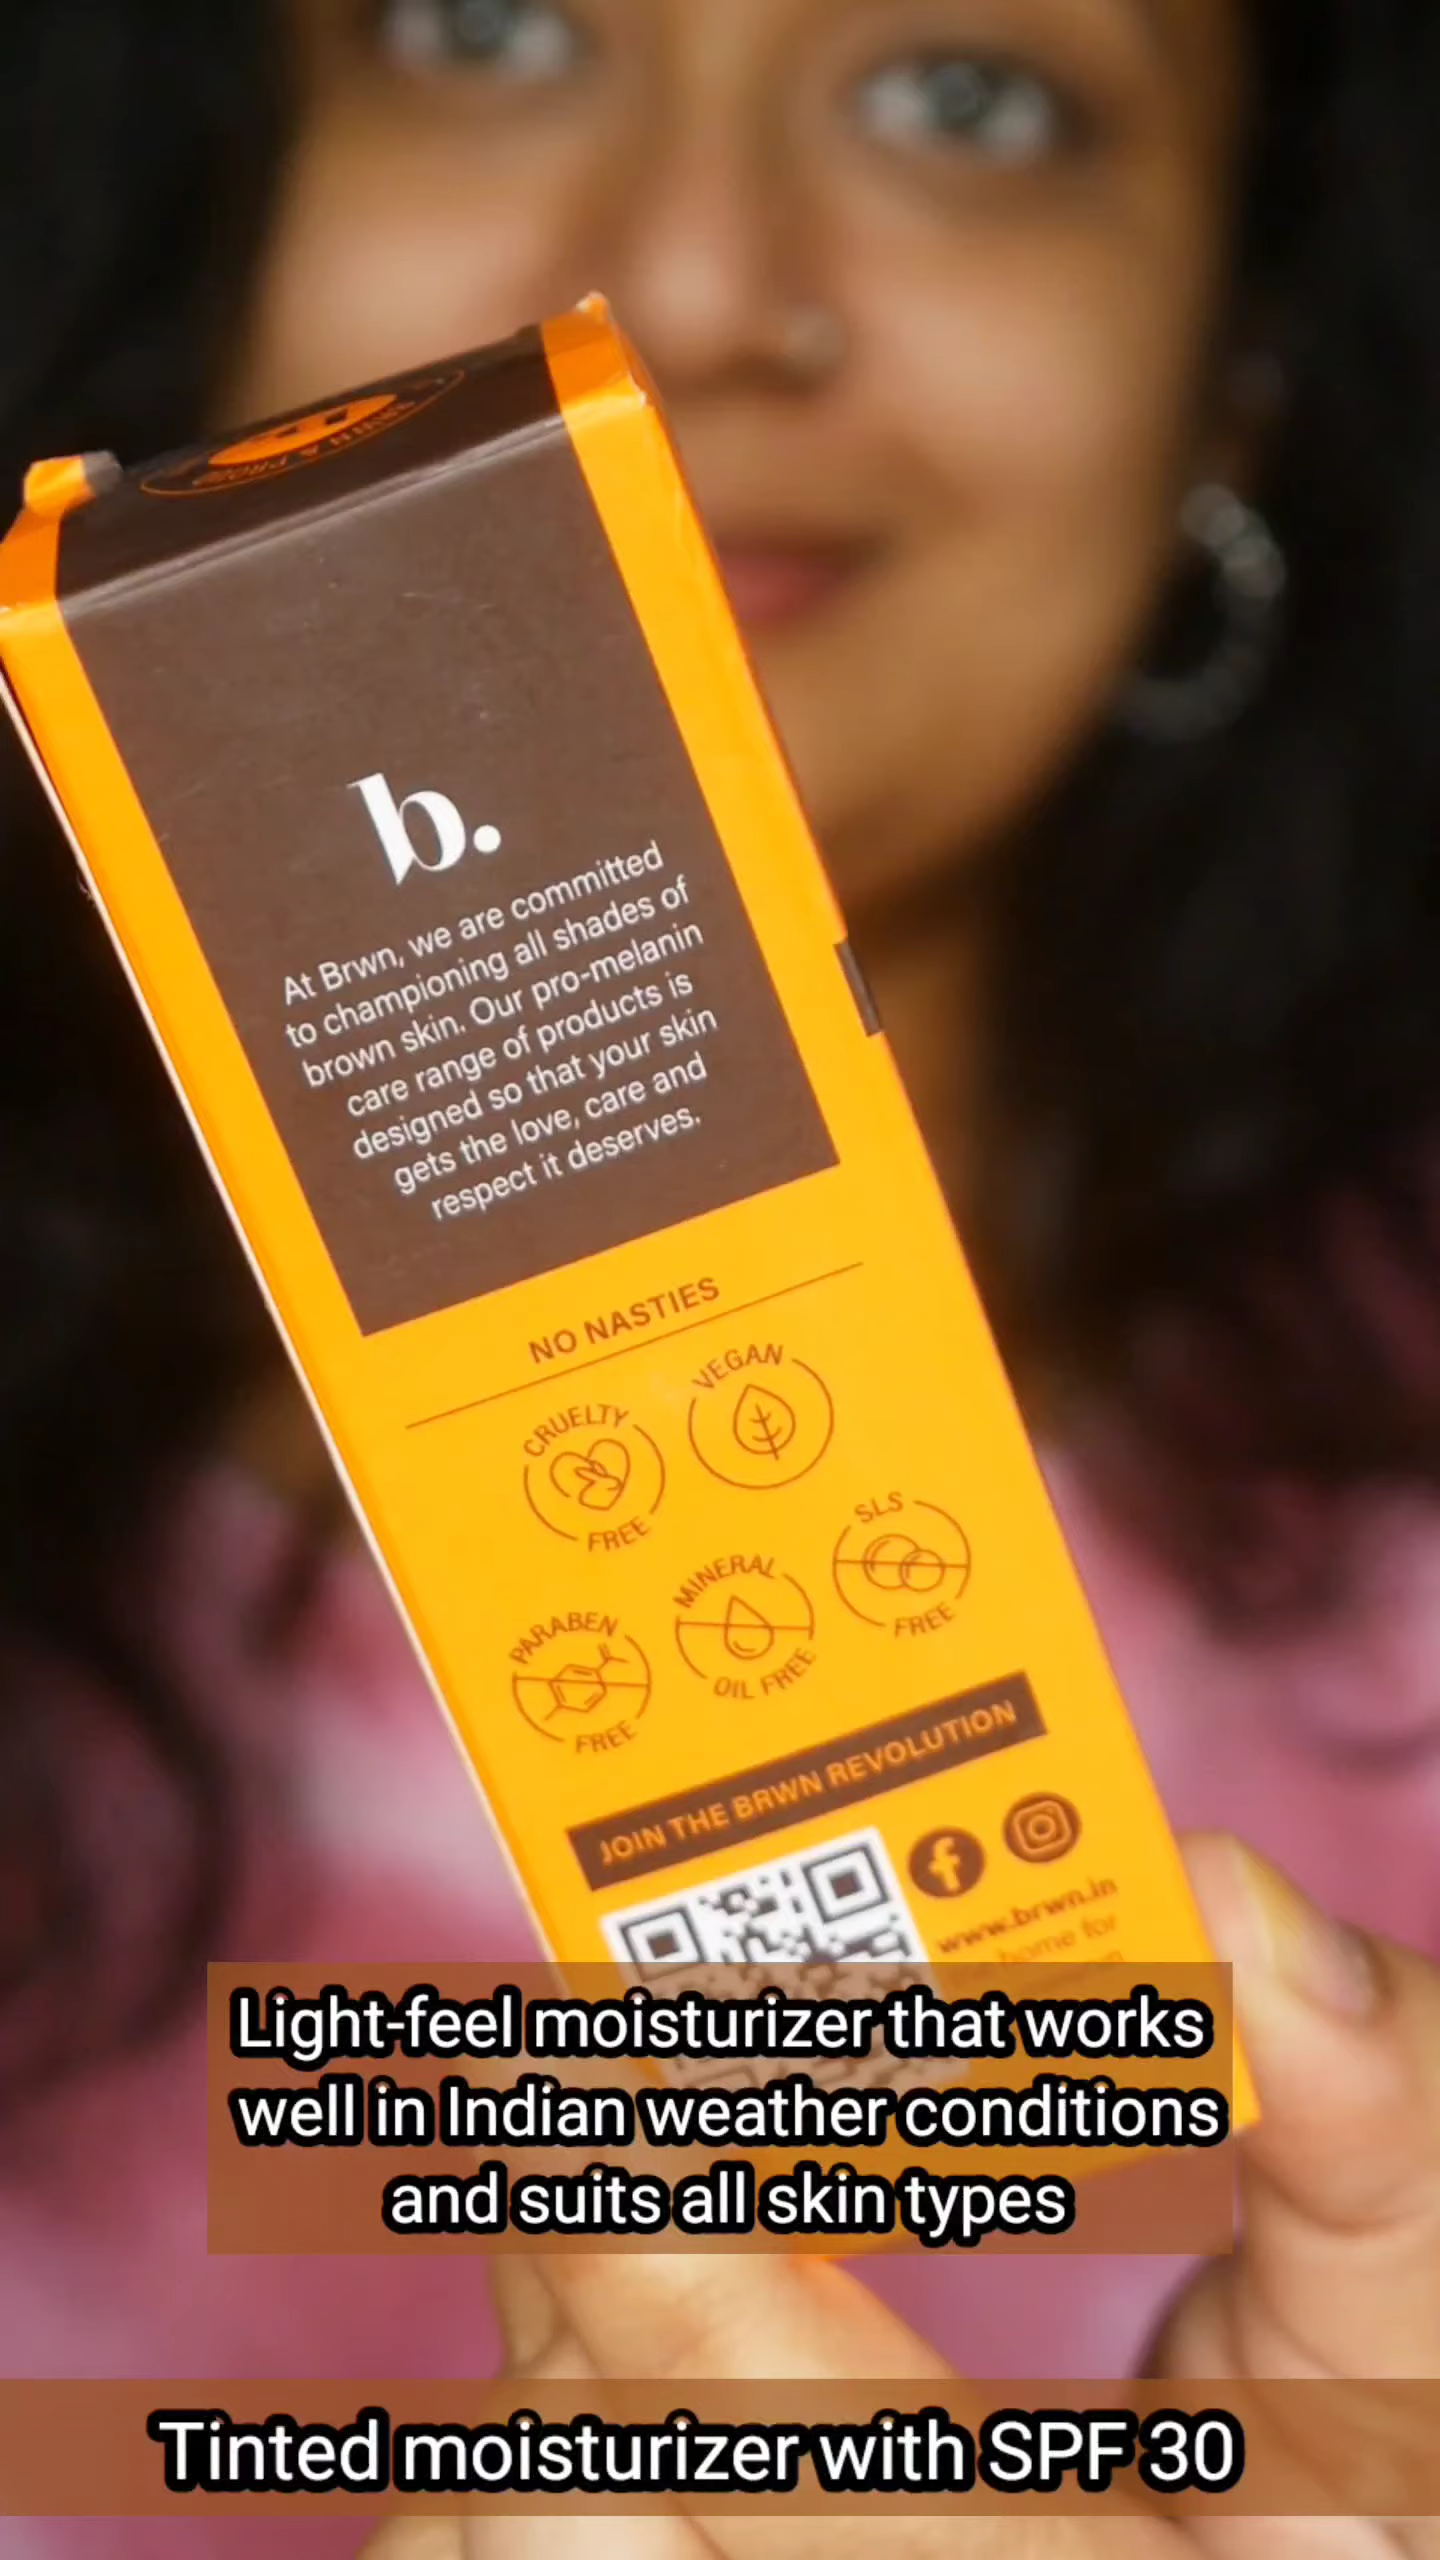 b.
At Brwn, we are committed
to championing all shades of
brown skin. Our pro-melanin
care range of products is
designed so that your skin
gets the love, care and
respect it deserves.
NO NASTIES
CRUELTY FREE
VEGAN
PARABEN FREE
MINERAL OIL FREE
SLS FREE
JOIN THE BRWN REVOLUTION
www.brwn.in
home for
Light-feel moisturizer that works
well in Indian weather conditions
and suits all skin types
Tinted moisturizer with SPF 30